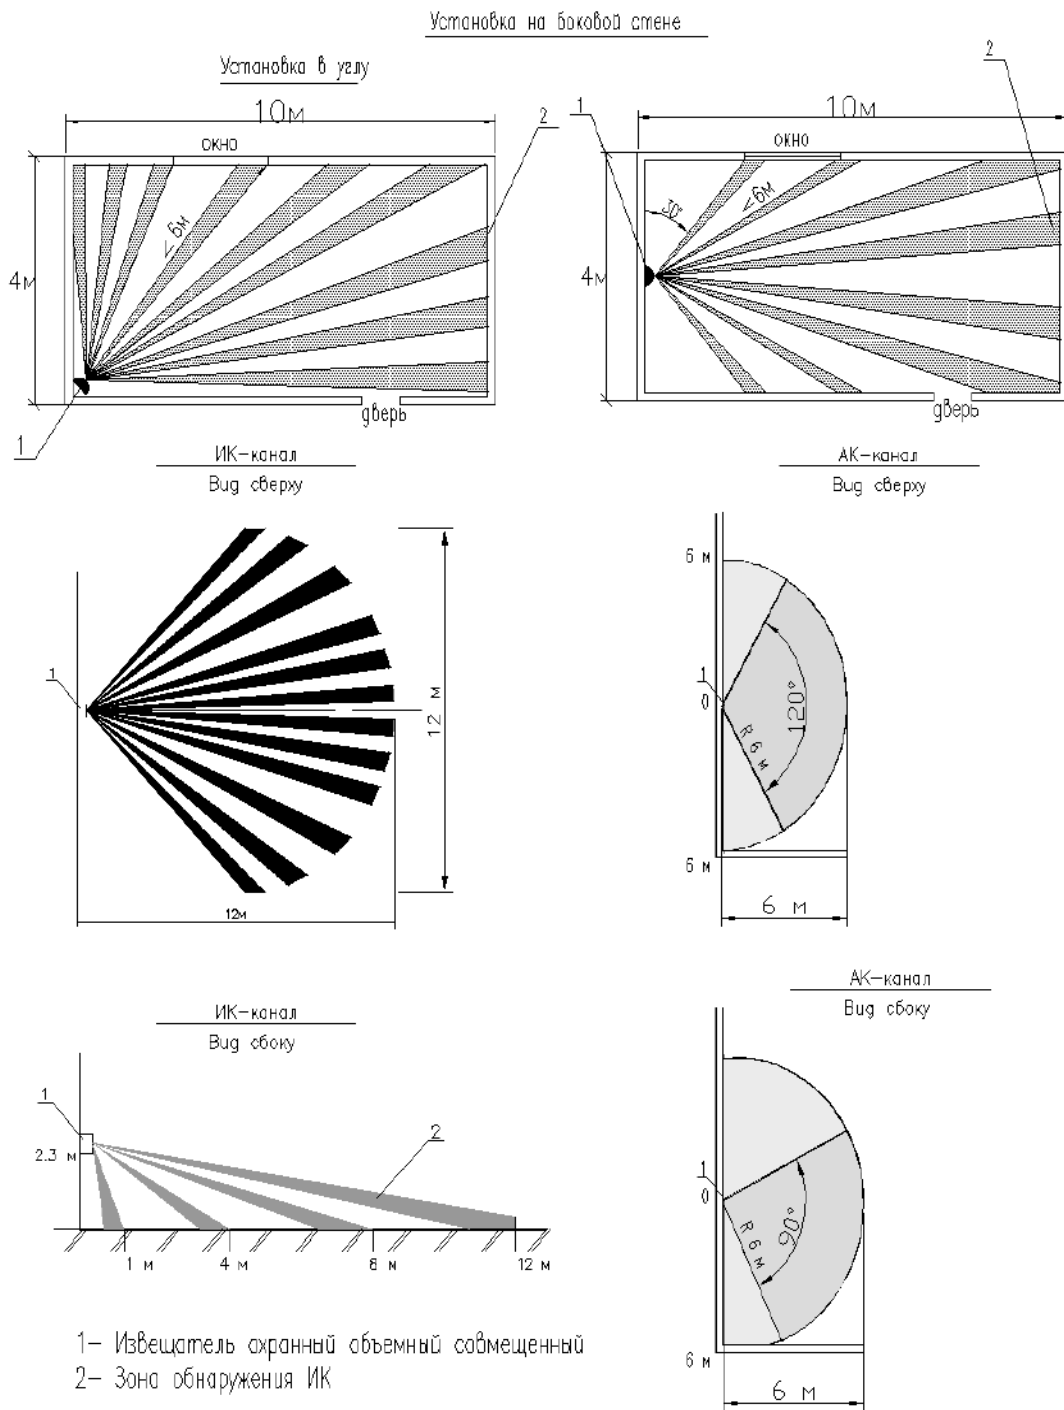 Установка на боковой стене
Установка в углу
10м
окно
2
< 6м
4м
дверь
1
2
1
10м
окно
30°
< 6м
4м
дверь
ИК-канал
Вид сверху
1
12 м
12м
АК-канал
Вид сверху
6 м
1
0
120°
R 6 м
6 м
6 м
ИК-канал
Вид сбоку
1
2
2.3 м
1 м
4 м
8 м
12 м
АК-канал
Вид сбоку
1
0
90°
R 6 м
6 м
6 м
1- Извещатель охранный объемный совмещенный
2- Зона обнаружения ИК